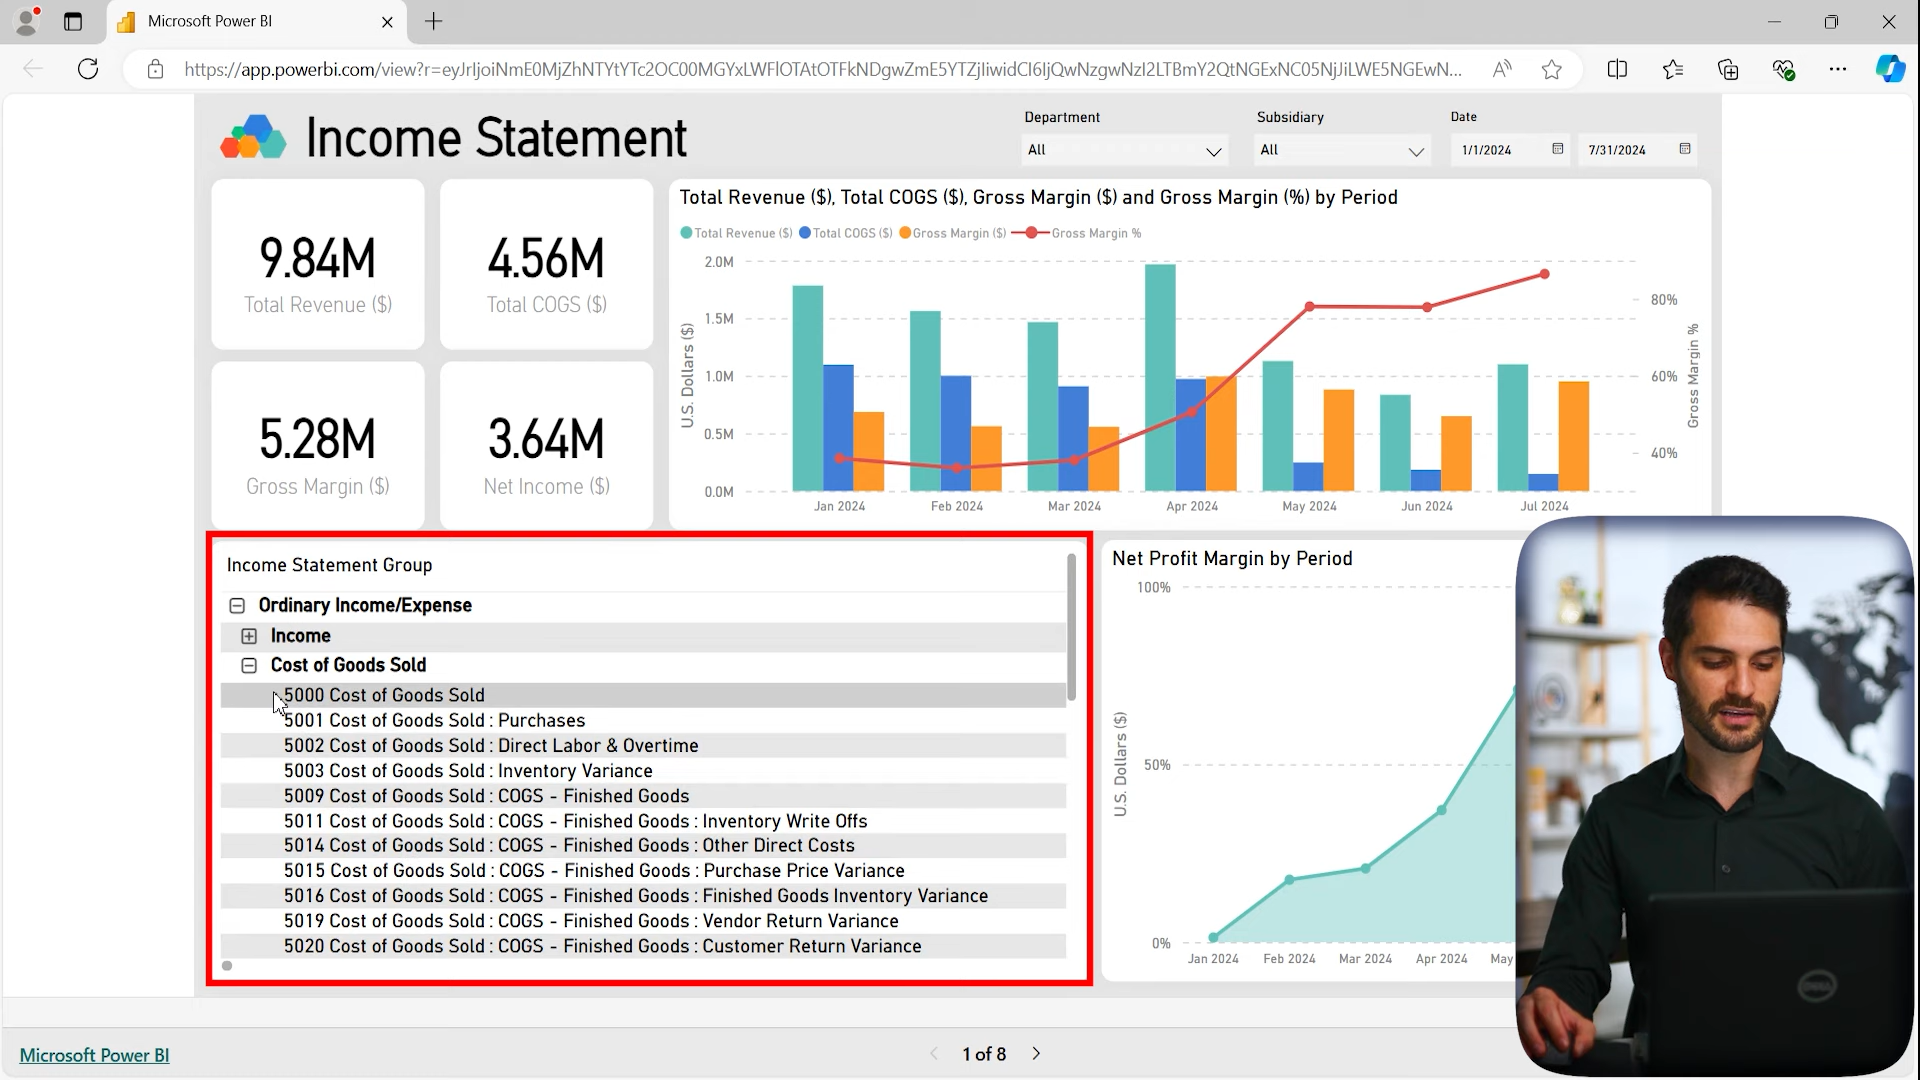 Microsoft Power BI
https://app.powerbi.com/view?r=eyJrIjoiNmE0MjZhNTYtYTc2OC00MGYxLWFlOTAtOTFkNDgwZmE5YTZjIiwidCI6IjQwNzgwNzI2LTBmY2QtNGExNC05NjJiLWE5NGEwN...
Income Statement
Department
All
Subsidiary
All
Date
1/1/2024
7/31/2024
9.84M
Total Revenue ($)
4.56M
Total COGS ($)
5.28M
Gross Margin ($)
3.64M
Net Income ($)
Total Revenue ($), Total COGS ($), Gross Margin ($) and Gross Margin (%) by Period
Total Revenue ($) Total COGS ($) Gross Margin ($) Gross Margin %
U.S. Dollars ($)
2.0M
1.5M
1.0M
0.5M
0.0M
80%
60%
40%
Gross Margin %
Jan 2024 Feb 2024 Mar 2024 Apr 2024 May 2024 Jun 2024 Jul 2024
Income Statement Group
Ordinary Income/Expense
Income
Cost of Goods Sold
5000 Cost of Goods Sold
5001 Cost of Goods Sold : Purchases
5002 Cost of Goods Sold : Direct Labor & Overtime
5003 Cost of Goods Sold : Inventory Variance
5009 Cost of Goods Sold : COGS - Finished Goods
5011 Cost of Goods Sold : COGS - Finished Goods : Inventory Write Offs
5014 Cost of Goods Sold : COGS - Finished Goods : Other Direct Costs
5015 Cost of Goods Sold : COGS - Finished Goods : Purchase Price Variance
5016 Cost of Goods Sold : COGS - Finished Goods : Finished Goods Inventory Variance
5019 Cost of Goods Sold : COGS - Finished Goods : Vendor Return Variance
5020 Cost of Goods Sold : COGS - Finished Goods : Customer Return Variance
Net Profit Margin by Period
U.S. Dollars ($)
100%
50%
0%
Jan 2024 Feb 2024 Mar 2024 Apr 2024 May
DELL
Microsoft Power BI
1 of 8